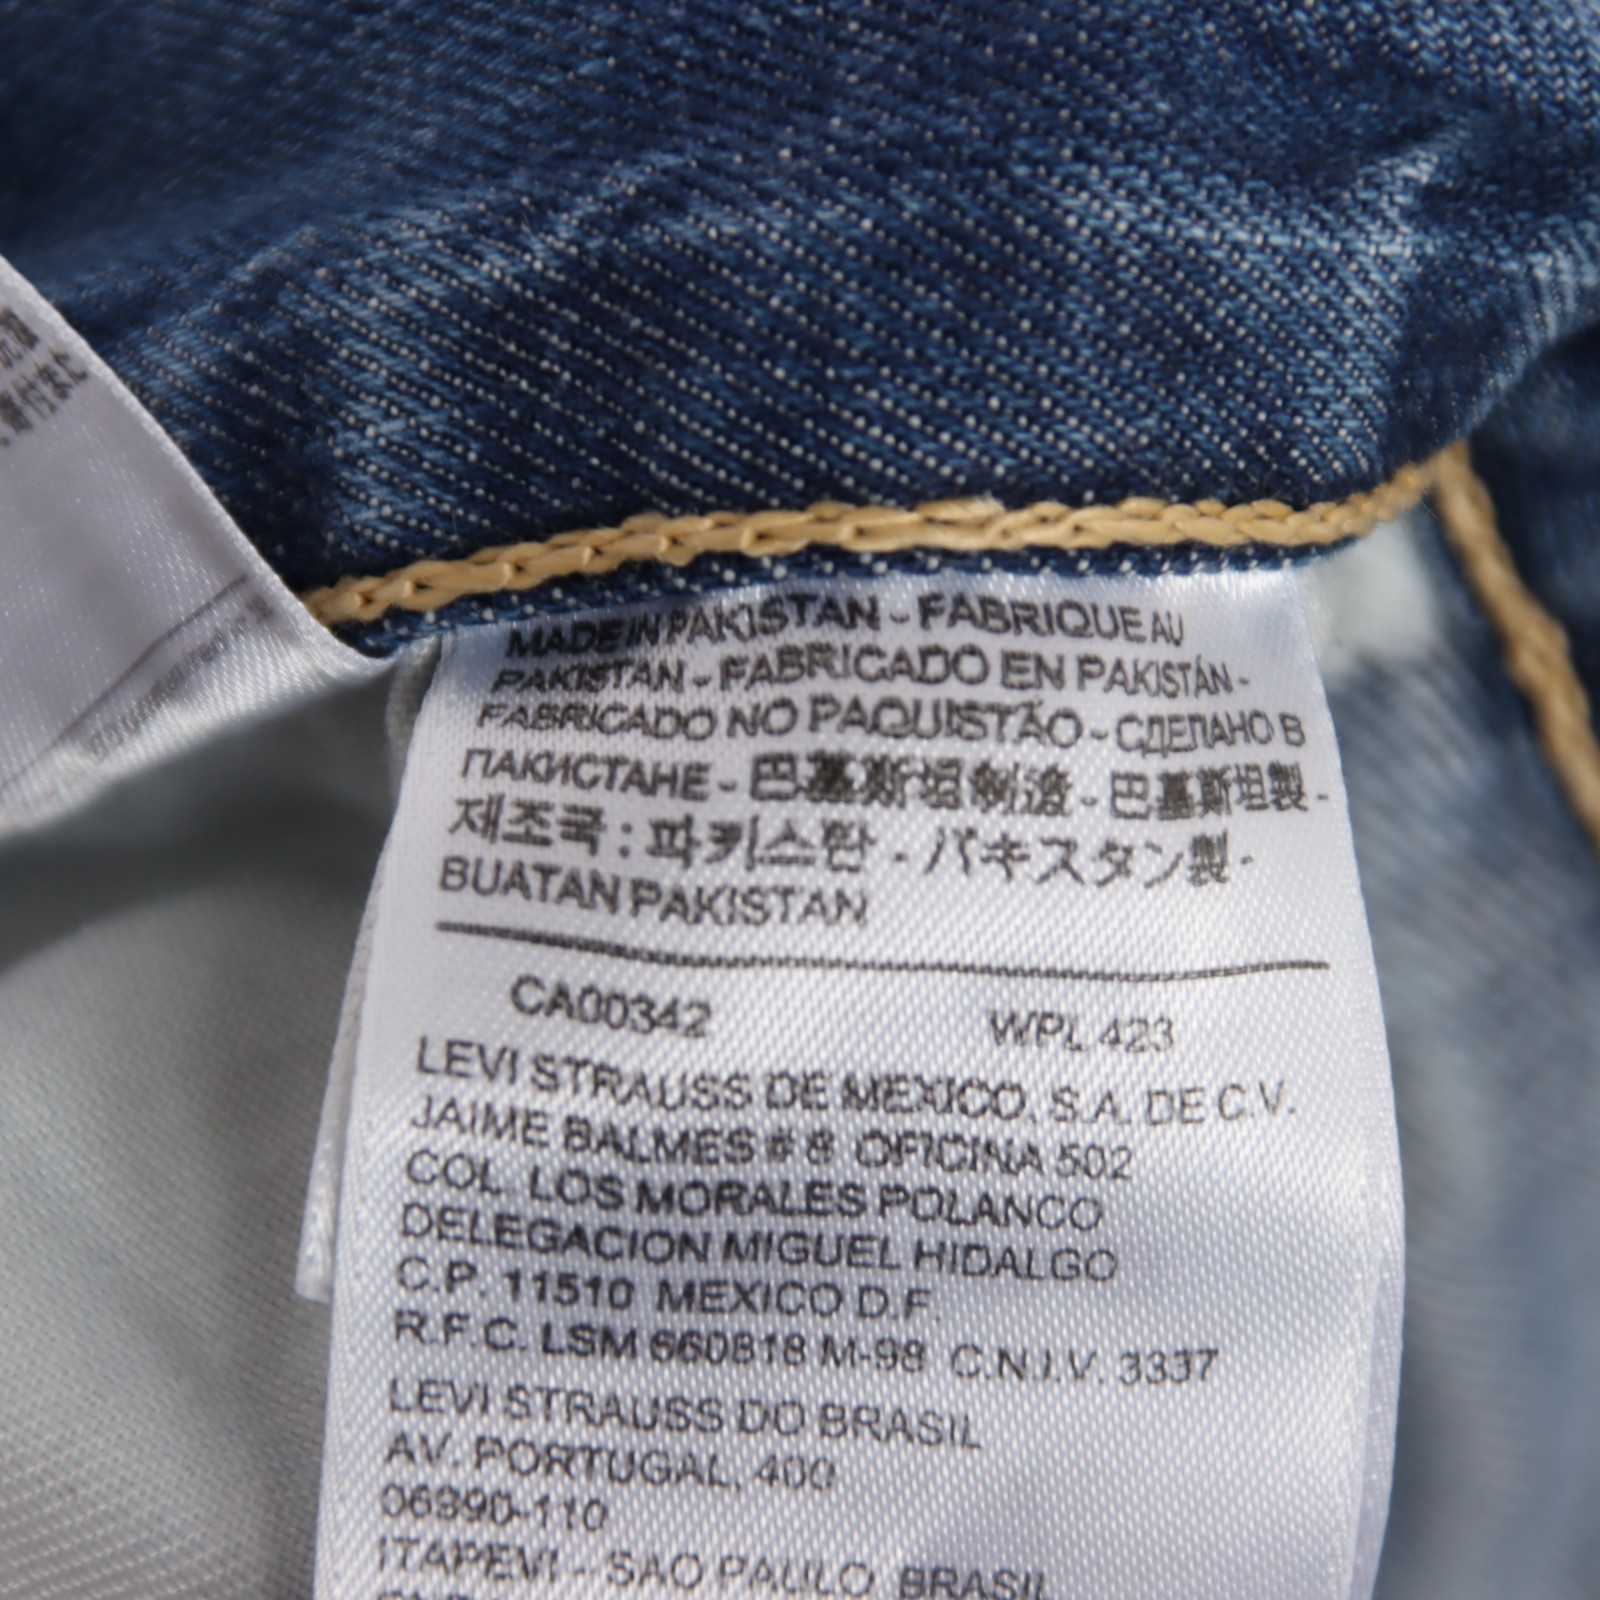 MADE IN PAKISTAN - FABRIQUE AU
PAKISTAN - FABRICADO EN PAKISTÁN -
FABRICADO NO PAQUISTÃO - СДЕЛАНО В
ПАКИСТАНЕ - 巴基斯坦制造 - 巴基斯坦製 -
제조국 : 파키스탄 - パキスタン製 -
BUATAN PAKISTAN
CA00342 WPL 423
LEVI STRAUSS DE MEXICO, S.A. DE C.V.
JAIME BALMES # 8 OFICINA 502
COL. LOS MORALES POLANCO
DELEGACION MIGUEL HIDALGO
C.P. 11510 MEXICO D.F.
R.F.C. LSM 660818 M-98 C.N.I.V. 3337
LEVI STRAUSS DO BRASIL
AV. PORTUGAL, 400
06690-110
ITAPEVI - SAO PAULO, BRASIL